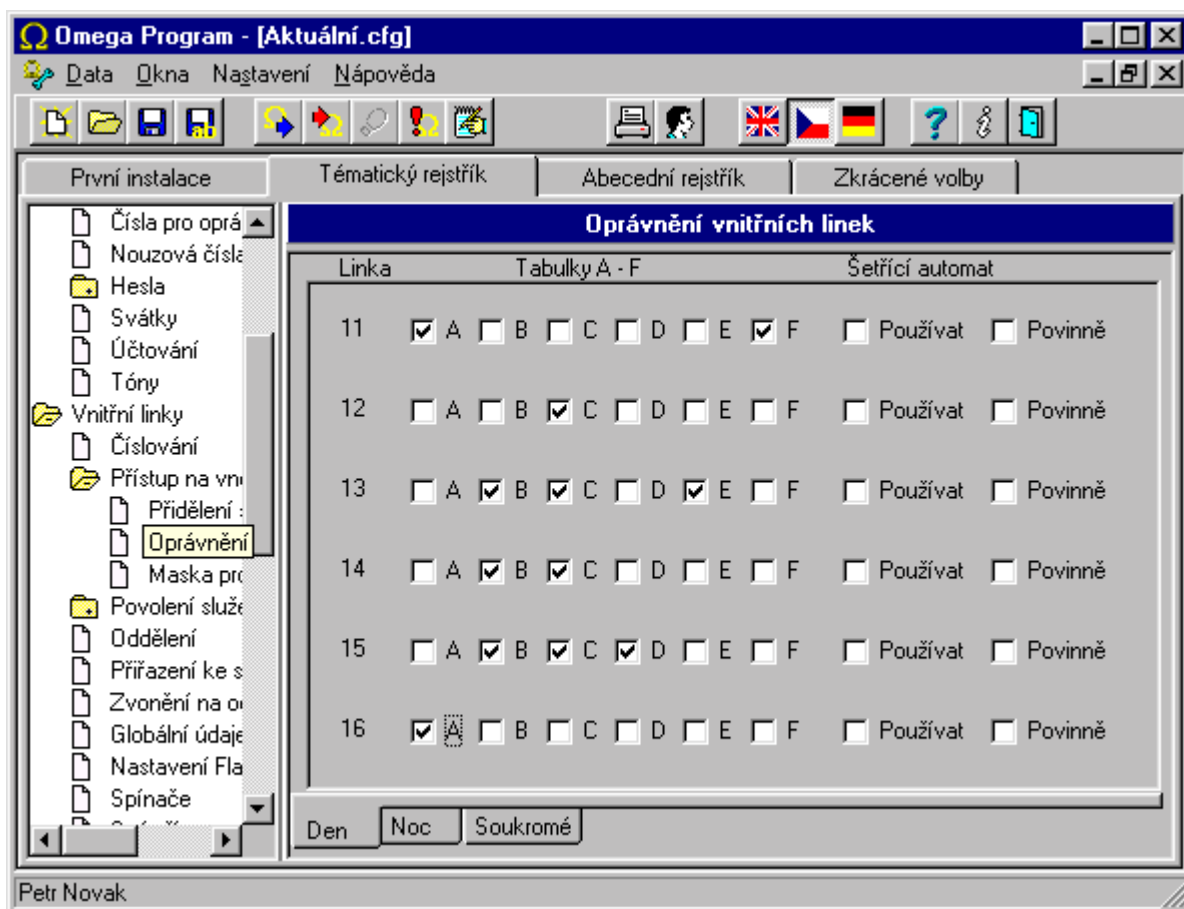 Omega Program - [Aktuální.cfg]
Data Okna Nastavení Nápověda
První instalace Tématický rejstřík Abecední rejstřík Zkrácené volby
Čísla pro oprá
Nouzová čísla
Hesla
Svátky
Účtování
Tóny
Vnitřní linky
Číslování
Přístup na vn
Přidělení
Oprávnění
Maska pro
Povolení služe
Oddělení
Přiřazení ke s
Zvonění na o
Globální údaje
Nastavení Fla
Spínače
Oprávnění vnitřních linek
Linka Tabulky A - F Šetřící automat
11 A B C D E F Používat Povinně
12 A B C D E F Používat Povinně
13 A B C D E F Používat Povinně
14 A B C D E F Používat Povinně
15 A B C D E F Používat Povinně
16 A B C D E F Používat Povinně
Den Noc Soukromé
Petr Novak